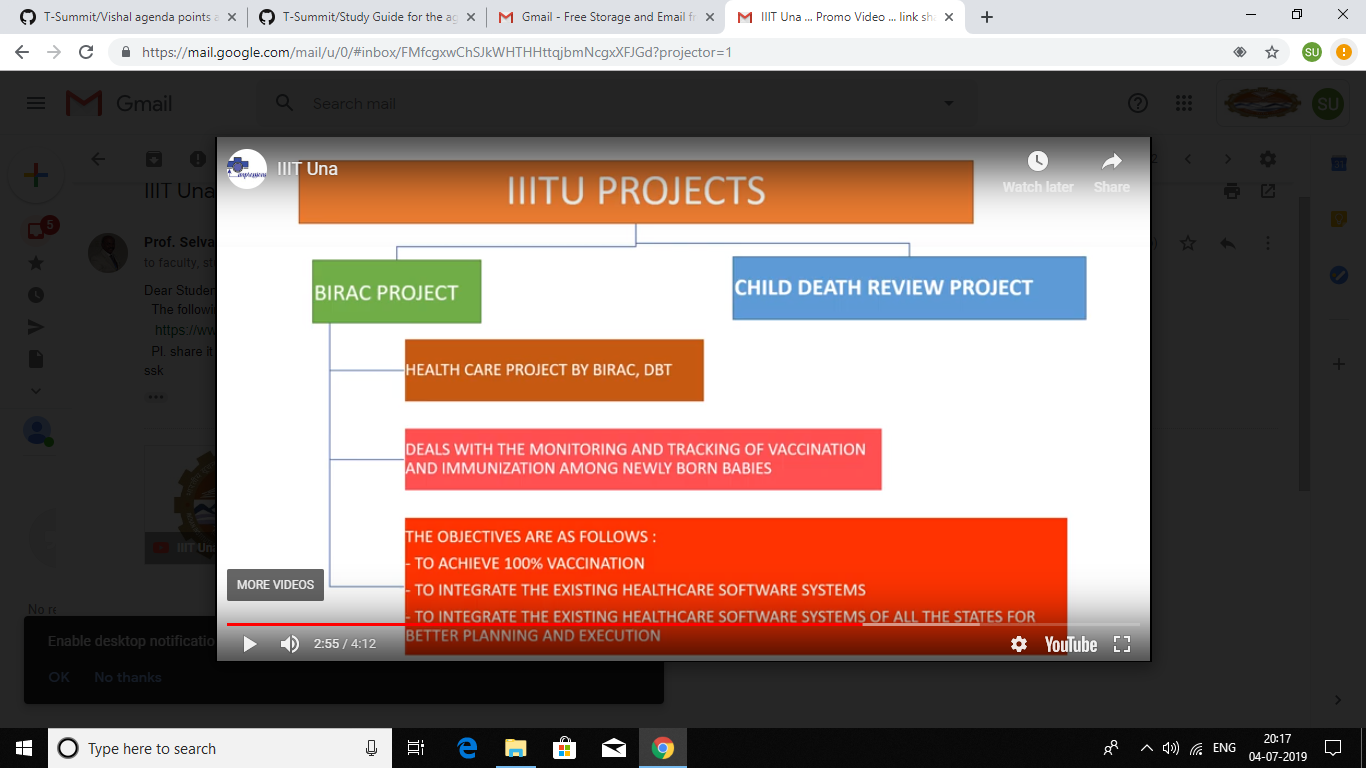 T-Summit/Vishal agenda points a
T-Summit/Study Guide for the ag
Gmail - Free Storage and Email fr
IIIT Una ... Promo Video ... link sh
https://mail.google.com/mail/u/0/#inbox/FMfcgxwChSJkWHTHHttqjbmNcgxXFJGd?projector=1
SU
Gmail
Search mail
SU
IIIT Una
5
Prof. Selva
to faculty, st
Dear Studen
The followin
https://ww
Pl. share it
ssk
IIIT Una
No re
Enable desktop notificatio
OK No thanks
IIIT Una
Watch later
Share
IIITU PROJECTS
BIRAC PROJECT
CHILD DEATH REVIEW PROJECT
HEALTH CARE PROJECT BY BIRAC, DBT
DEALS WITH THE MONITORING AND TRACKING OF VACCINATION
AND IMMUNIZATION AMONG NEWLY BORN BABIES
THE OBJECTIVES ARE AS FOLLOWS :
- TO ACHIEVE 100% VACCINATION
- TO INTEGRATE THE EXISTING HEALTHCARE SOFTWARE SYSTEMS
- TO INTEGRATE THE EXISTING HEALTHCARE SOFTWARE SYSTEMS OF ALL THE STATES FOR
BETTER PLANNING AND EXECUTION
MORE VIDEOS
2:55 / 4:12
YouTube
Type here to search
ENG
20:17
04-07-2019